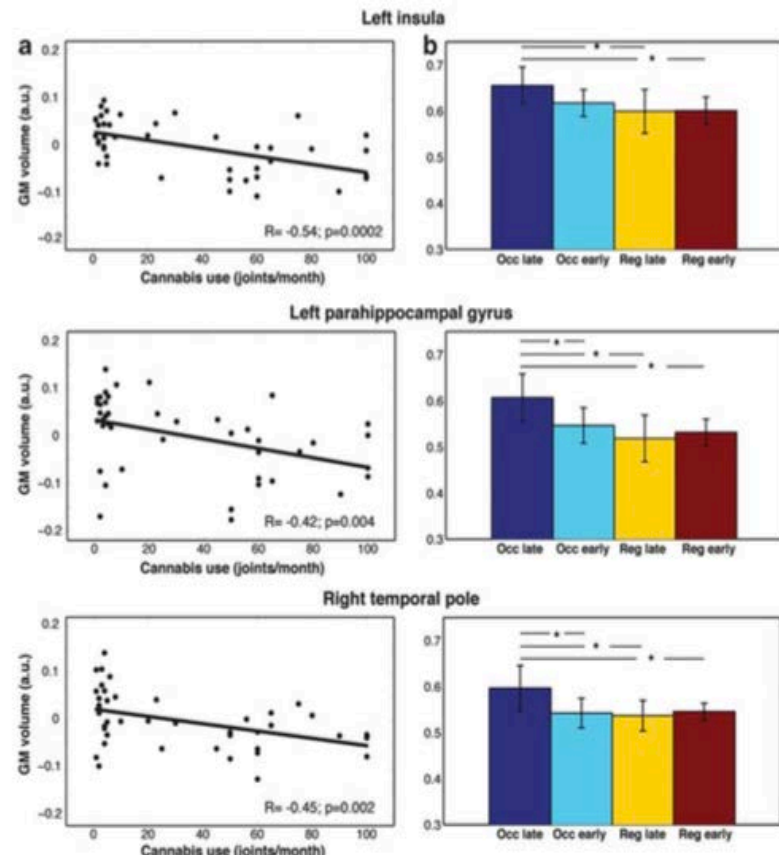 Left insula
a
0.2
0.1
0
−0.1
−0.2
GM volume (a.u.)
R= -0.54; p=0.0002
0 20 40 60 80 100
Cannabis use (joints/month)
b
0.7
0.6
0.5
0.4
0.3
*
*
Occ late Occ early Reg late Reg early
Left parahippocampal gyrus
0.2
0.1
0
−0.1
−0.2
GM volume (a.u.)
R= -0.42; p=0.004
0 20 40 60 80 100
Cannabis use (joints/month)
0.7
0.6
0.5
0.4
0.3
*
*
*
Occ late Occ early Reg late Reg early
Right temporal pole
0.2
0.1
0
−0.1
−0.2
GM volume (a.u.)
R= -0.45; p=0.002
0 20 40 60 80 100
Cannabis use (joints/month)
0.7
0.6
0.5
0.4
0.3
*
*
*
Occ late Occ early Reg late Reg early